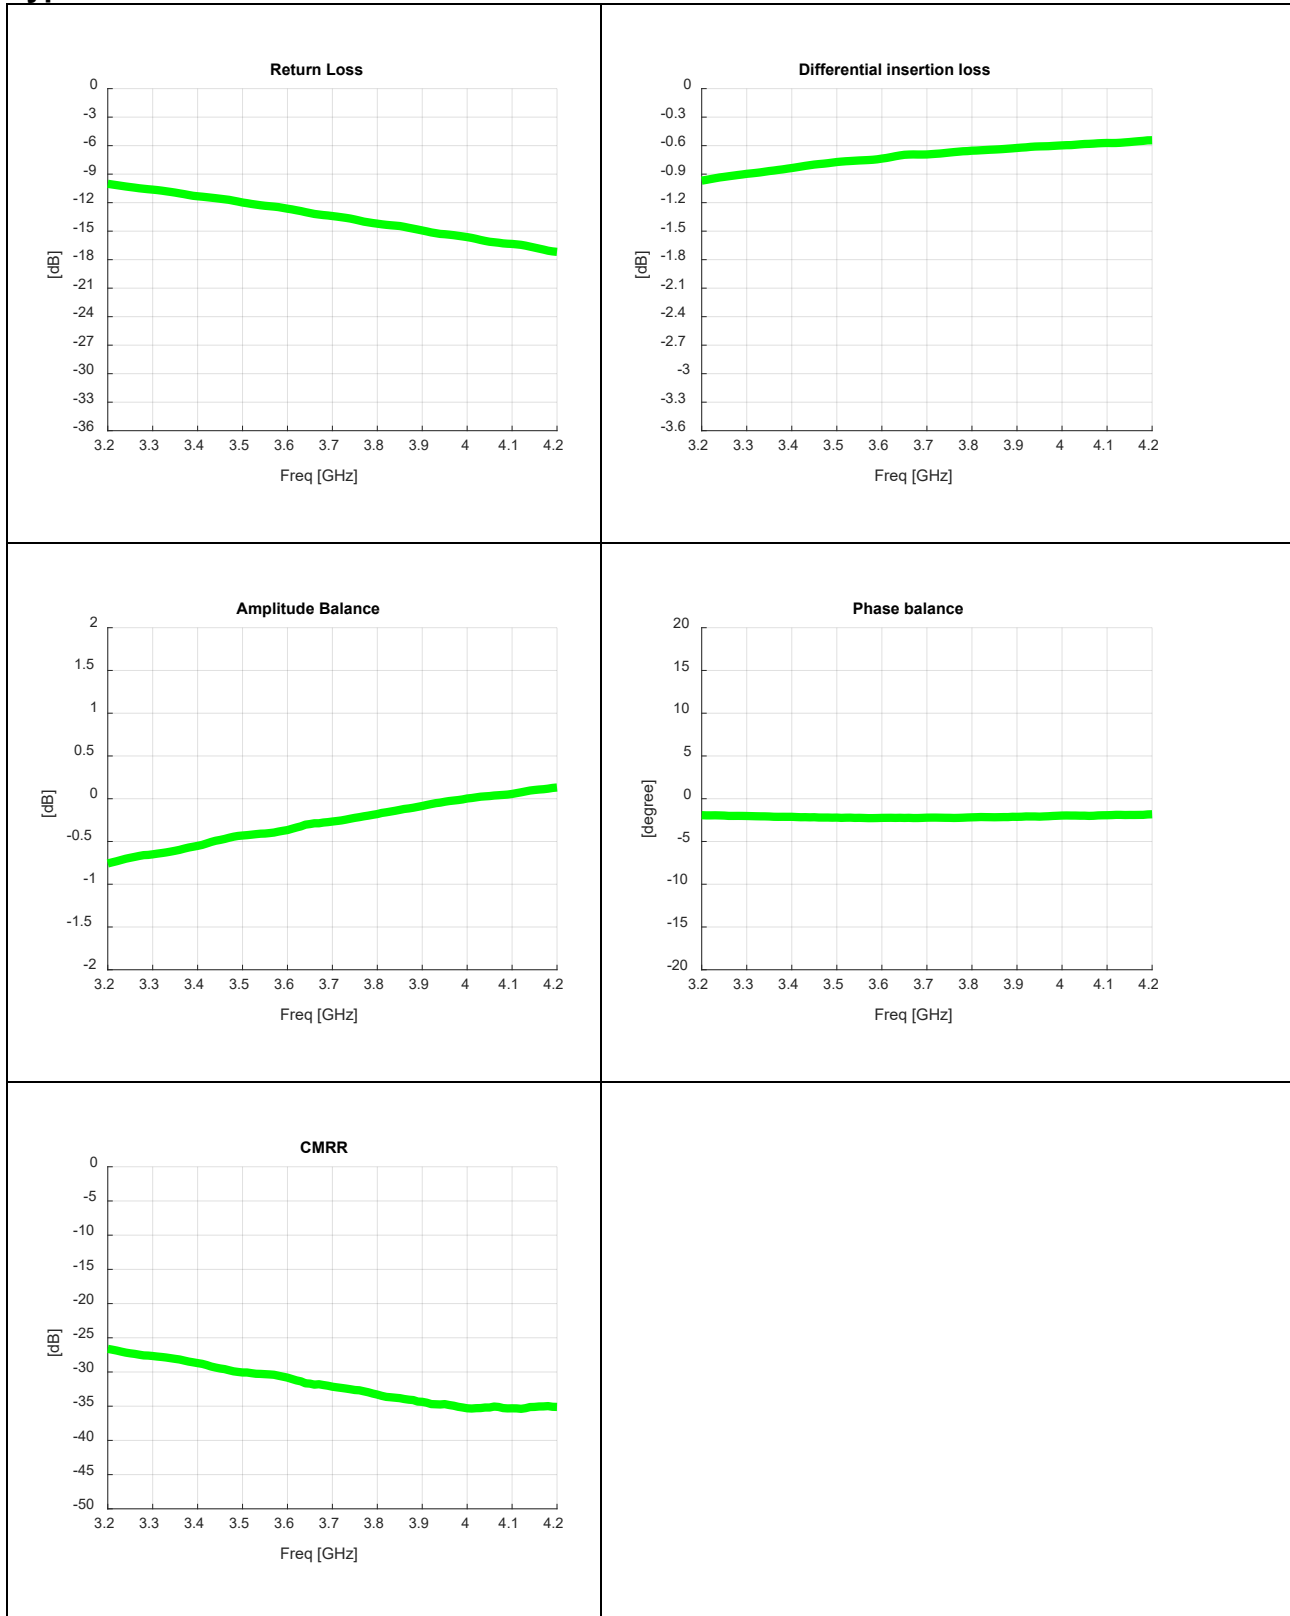 Return Loss
0
-3
-6
-9
-12
-15
-18
-21
-24
-27
-30
-33
-36
[dB]
3.2 3.3 3.4 3.5 3.6 3.7 3.8 3.9 4 4.1 4.2
Freq [GHz]
Differential insertion loss
0
-0.3
-0.6
-0.9
-1.2
-1.5
-1.8
-2.1
-2.4
-2.7
-3
-3.3
-3.6
[dB]
3.2 3.3 3.4 3.5 3.6 3.7 3.8 3.9 4 4.1 4.2
Freq [GHz]
Amplitude Balance
2
1.5
1
0.5
0
-0.5
-1
-1.5
-2
[dB]
3.2 3.3 3.4 3.5 3.6 3.7 3.8 3.9 4 4.1 4.2
Freq [GHz]
Phase balance
20
15
10
5
0
-5
-10
-15
-20
[degree]
3.2 3.3 3.4 3.5 3.6 3.7 3.8 3.9 4 4.1 4.2
Freq [GHz]
CMRR
0
-5
-10
-15
-20
-25
-30
-35
-40
-45
-50
[dB]
3.2 3.3 3.4 3.5 3.6 3.7 3.8 3.9 4 4.1 4.2
Freq [GHz]